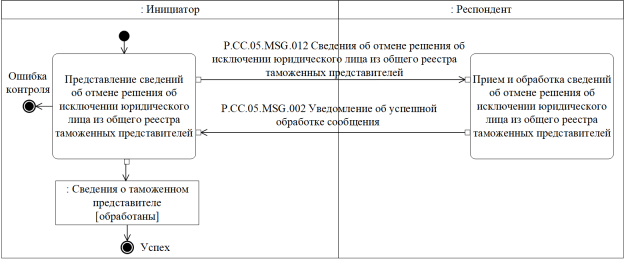 : Инициатор
: Респондент
P.CC.05.MSG.012 Сведения об отмене решения об
исключении юридического лица из общего реестра
таможенных представителей
Ошибка
контроля
Представление сведений
об отмене решения об
исключении юридического
лица из общего реестра
таможенных представителей
Прием и обработка сведений
об отмене решения об
исключении юридического
лица из общего реестра
таможенных представителей
P.CC.05.MSG.002 Уведомление об успешной
обработке сообщения
: Сведения о таможенном
представителе
[обработаны]
Успех